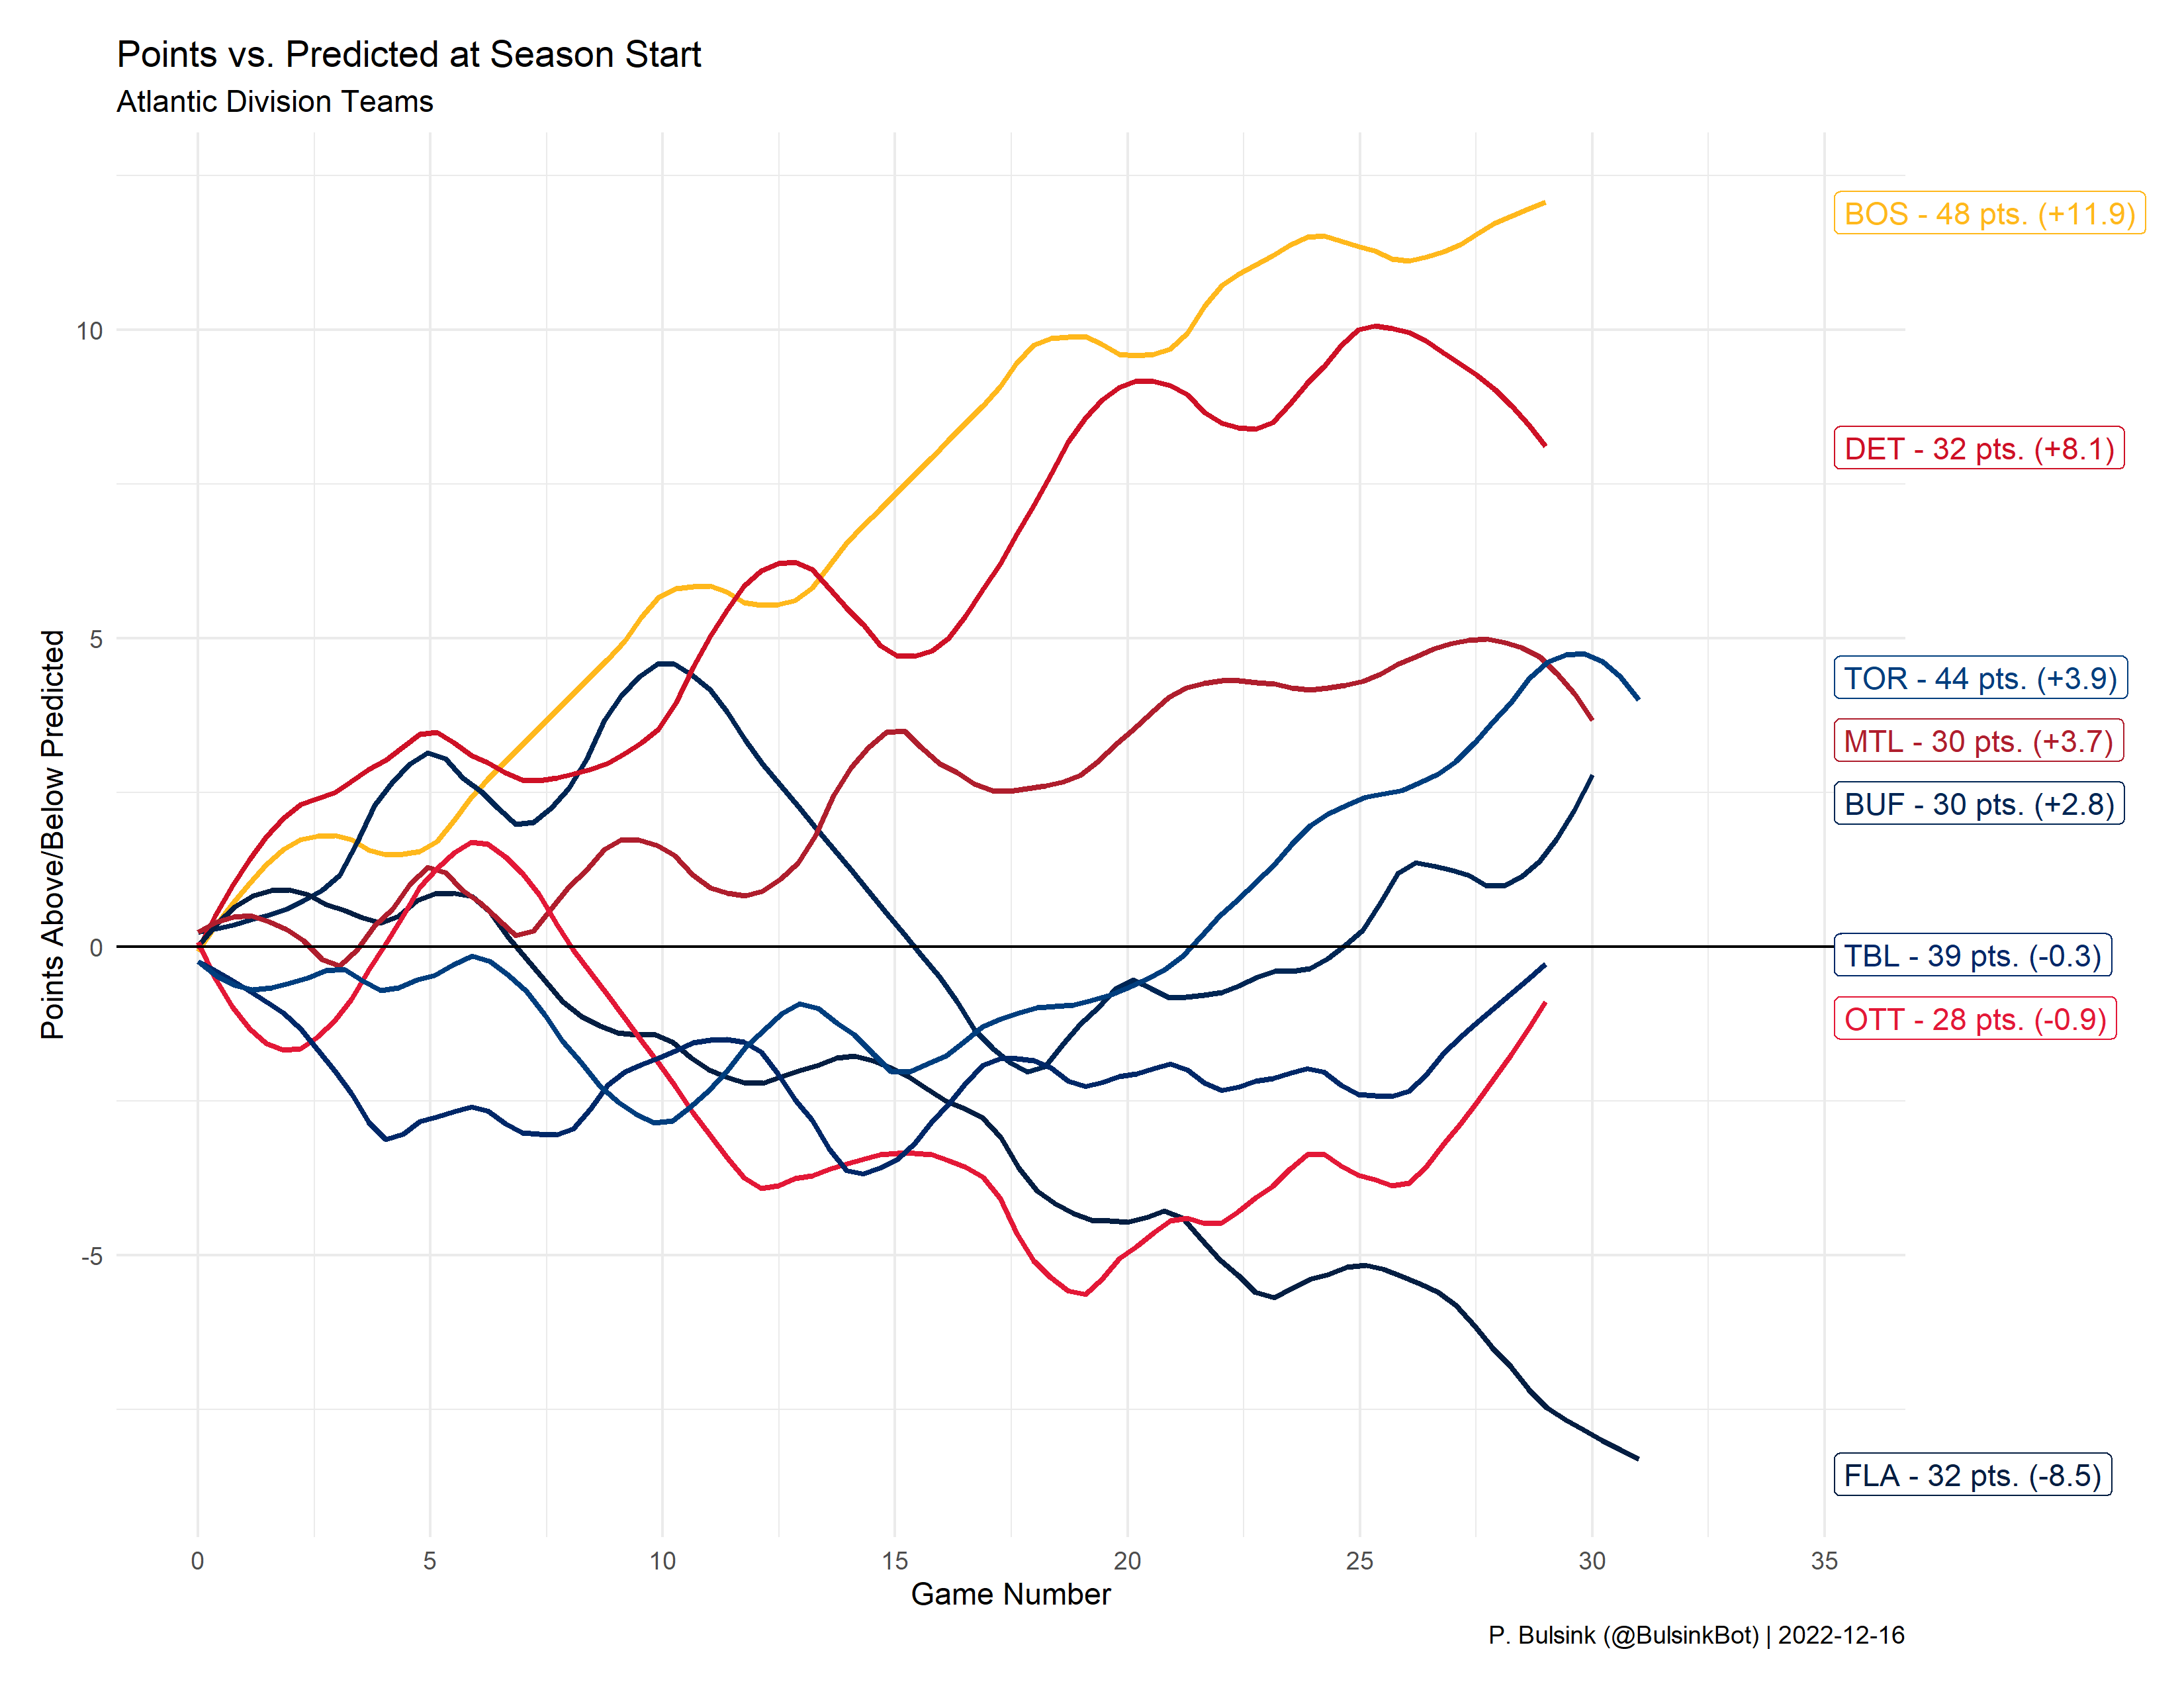 Points vs. Predicted at Season Start
Atlantic Division Teams
Points Above/Below Predicted
10
5
0
-5
BOS - 48 pts. (+11.9)
DET - 32 pts. (+8.1)
TOR - 44 pts. (+3.9)
MTL - 30 pts. (+3.7)
BUF - 30 pts. (+2.8)
TBL - 39 pts. (-0.3)
OTT - 28 pts. (-0.9)
FLA - 32 pts. (-8.5)
0 5 10 15 20 25 30 35
Game Number
P. Bulsink (@BulsinkBot) | 2022-12-16